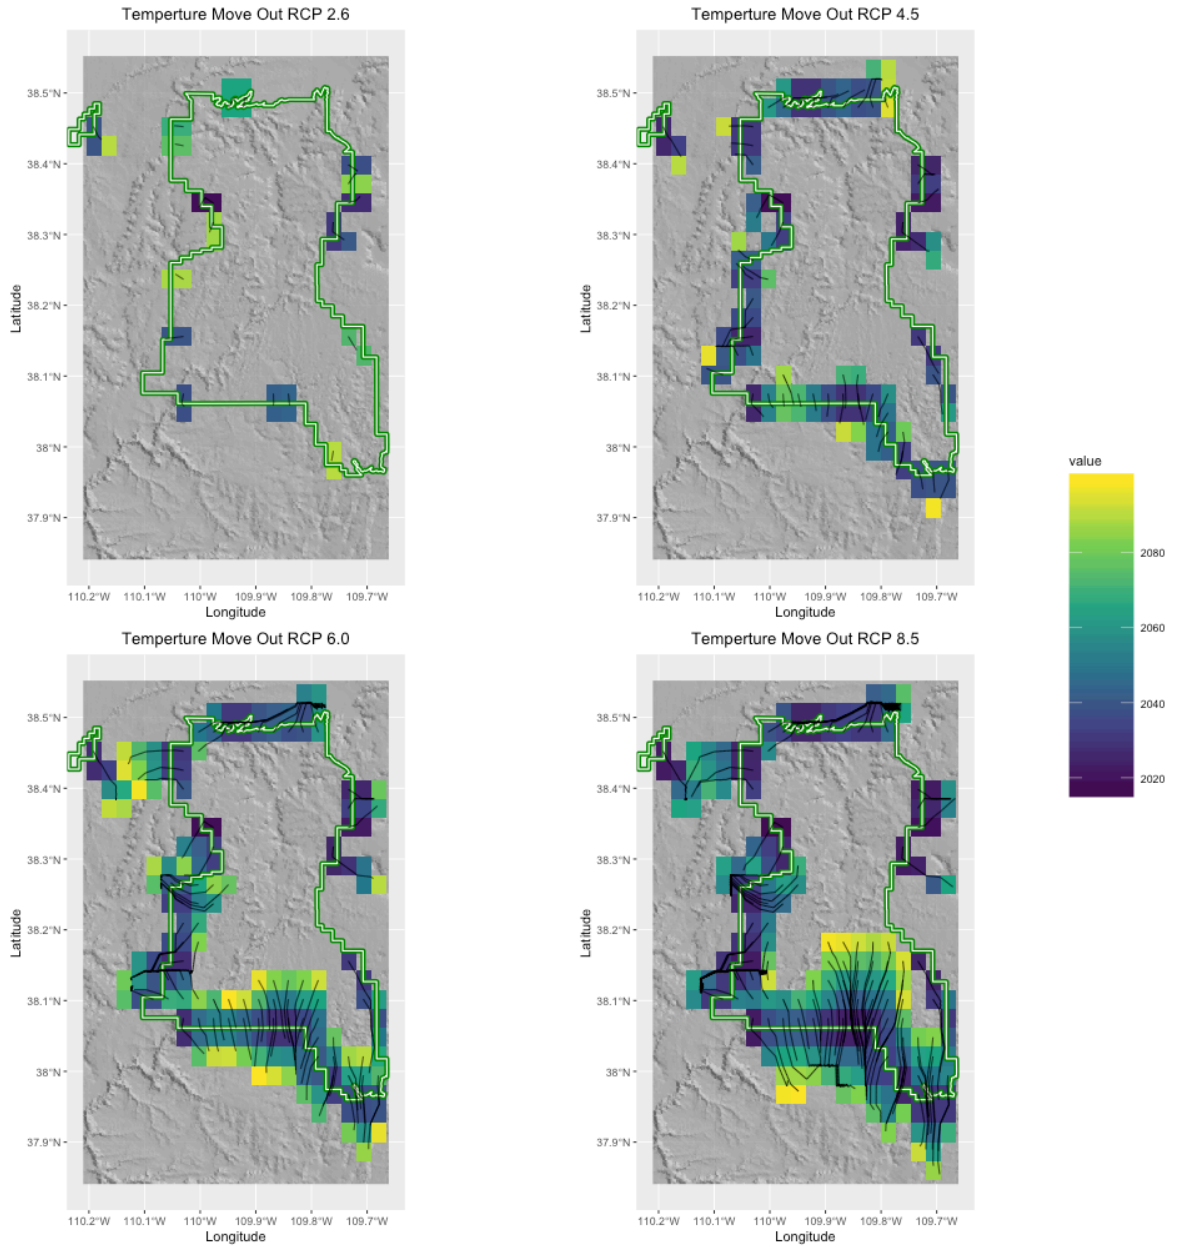 Temperture Move Out RCP 2.6
Temperture Move Out RCP 4.5
38.5°N
38.4°N
38.3°N
38.2°N
38.1°N
38°N
37.9°N
Latitude
110.2°W 110.1°W 110°W 109.9°W 109.8°W 109.7°W
Longitude
38.5°N
38.4°N
38.3°N
38.2°N
38.1°N
38°N
37.9°N
Latitude
110.2°W 110.1°W 110°W 109.9°W 109.8°W 109.7°W
Longitude
value
2080
2060
2040
2020
Temperture Move Out RCP 6.0
Temperture Move Out RCP 8.5
38.5°N
38.4°N
38.3°N
38.2°N
38.1°N
38°N
37.9°N
Latitude
110.2°W 110.1°W 110°W 109.9°W 109.8°W 109.7°W
Longitude
38.5°N
38.4°N
38.3°N
38.2°N
38.1°N
38°N
37.9°N
Latitude
110.2°W 110.1°W 110°W 109.9°W 109.8°W 109.7°W
Longitude